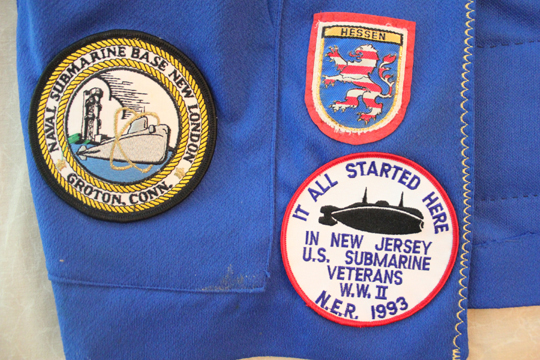 NAVAL SUBMARINE BASE NEW LONDON
GROTON, CONN.
HESSEN
IT ALL STARTED HERE
IN NEW JERSEY
U.S. SUBMARINE
VETERANS
W.W. II
N.E.R. 1993